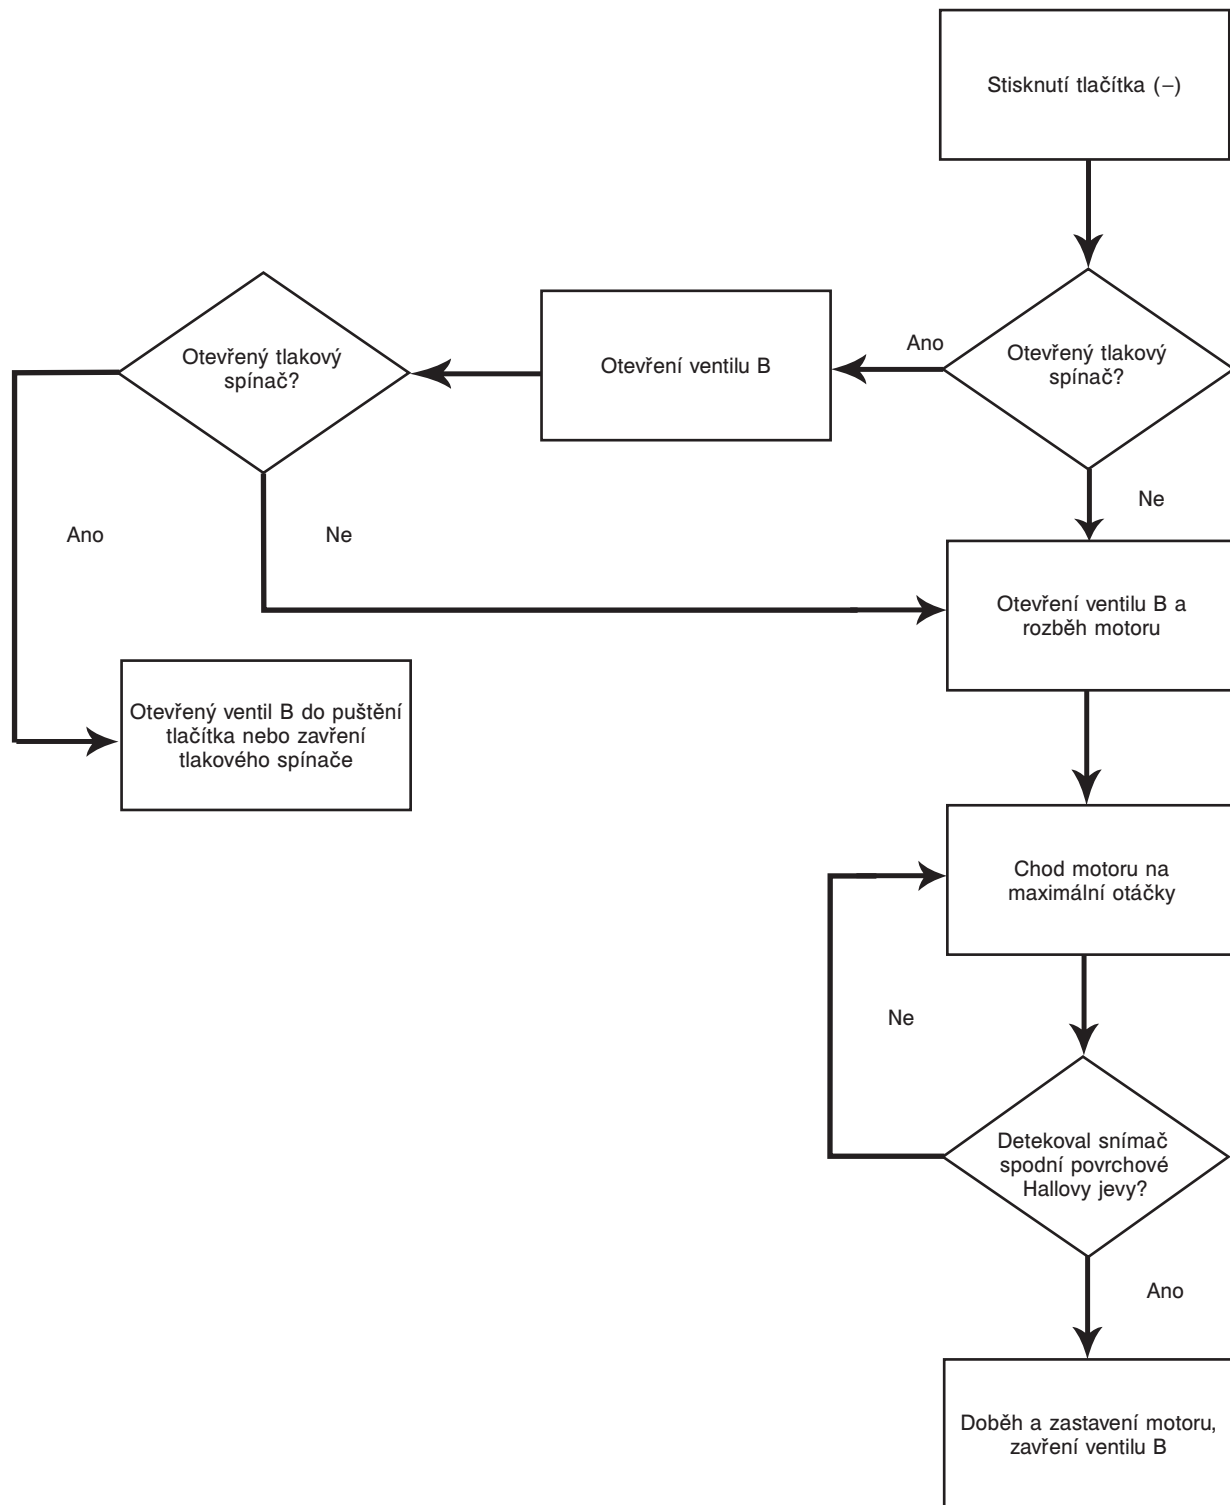 Stisknutí tlačítka (–)
Otevřený tlakový
spínač?
Ano
Otevření ventilu B
Otevřený tlakový
spínač?
Ne
Ano
Ne
Otevření ventilu B a
rozběh motoru
Otevřený ventil B do puštění
tlačítka nebo zavření
tlakového spínače
Chod motoru na
maximální otáčky
Ne
Detekoval snímač
spodní povrchové
Hallovy jevy?
Ano
Doběh a zastavení motoru,
zavření ventilu B